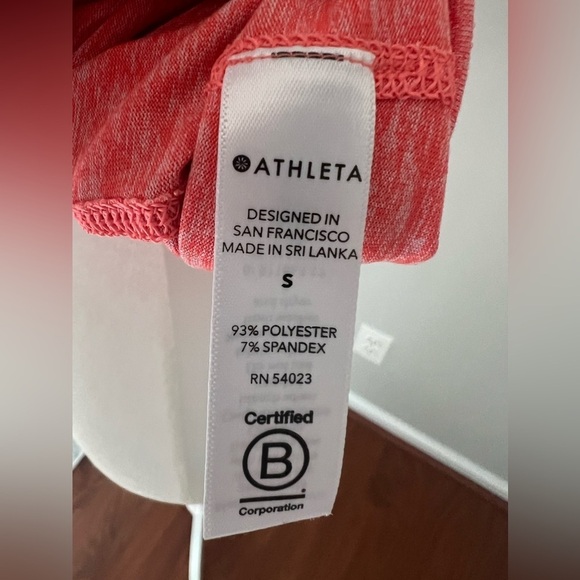 ATHLETA
DESIGNED IN
SAN FRANCISCO
MADE IN SRI LANKA
S
93% POLYESTER
7% SPANDEX
RN 54023
Certified
B
Corporation